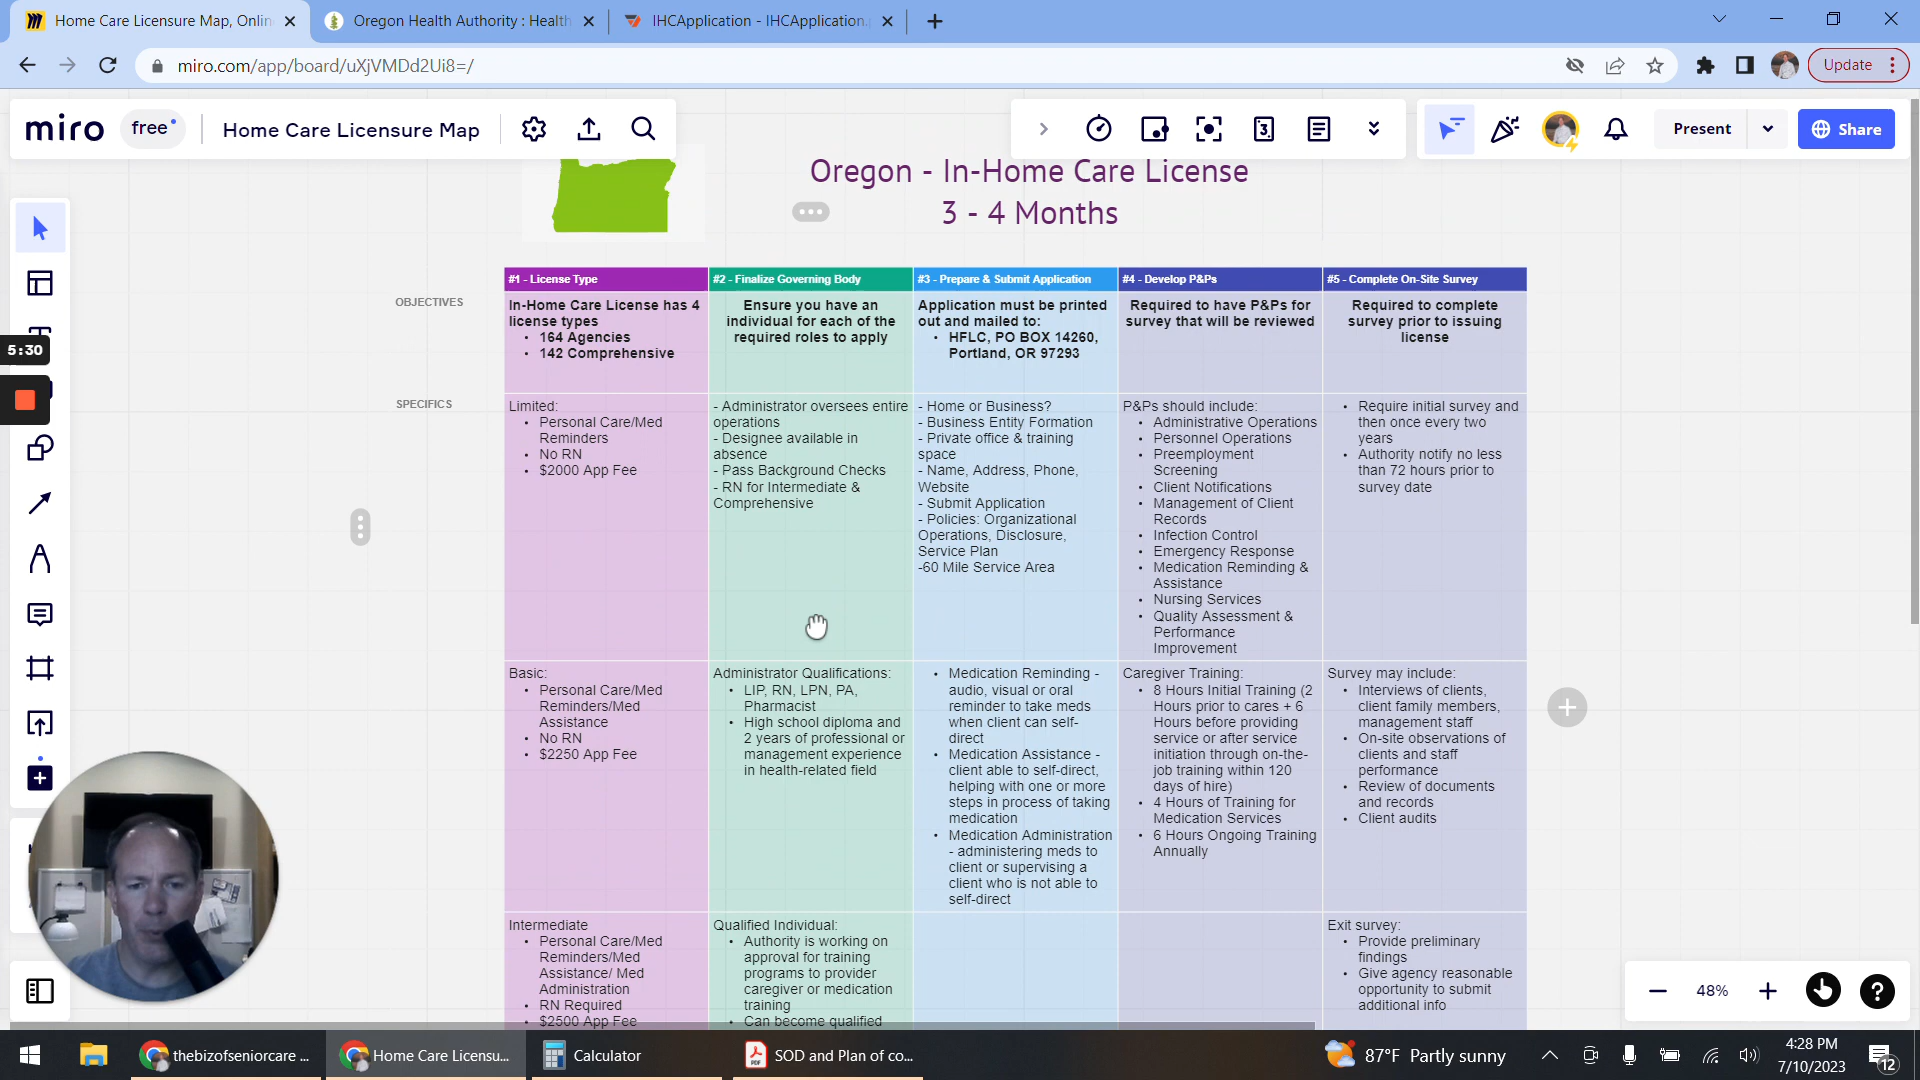 Home Care Licensure Map, Onlin
Oregon Health Authority : Health
IHCApplication - IHCApplication.
miro.com/app/board/uXjVMDd2Ui8=/
Update
miro
free
Home Care Licensure Map
Present
Share
Oregon - In-Home Care License
3 - 4 Months
5:30
OBJECTIVES
SPECIFICS
#1 - License Type
In-Home Care License has 4
license types
• 164 Agencies
• 142 Comprehensive
Limited:
• Personal Care/Med
Reminders
• No RN
• $2000 App Fee
Basic:
• Personal Care/Med
Reminders/Med
Assistance
• No RN
• $2250 App Fee
Intermediate
• Personal Care/Med
Reminders/Med
Assistance/ Med
Administration
• RN Required
• $2500 App Fee
#2 - Finalize Governing Body
Ensure you have an
individual for each of the
required roles to apply
- Administrator oversees entire
operations
- Designee available in
absence
- Pass Background Checks
- RN for Intermediate &
Comprehensive
Administrator Qualifications:
• LIP, RN, LPN, PA,
Pharmacist
• High school diploma and
2 years of professional or
management experience
in health-related field
Qualified Individual:
• Authority is working on
approval for training
programs to provider
caregiver or medication
training
• Can become qualified
#3 - Prepare & Submit Application
Application must be printed
out and mailed to:
• HFLC, PO BOX 14260,
Portland, OR 97293
- Home or Business?
- Business Entity Formation
- Private office & training
space
- Name, Address, Phone,
Website
- Submit Application
- Policies: Organizational
Operations, Disclosure,
Service Plan
-60 Mile Service Area
• Medication Reminding -
audio, visual or oral
reminder to take meds
when client can self-
direct
• Medication Assistance -
client able to self-direct,
helping with one or more
steps in process of taking
medication
• Medication Administration
- administering meds to
client or supervising a
client who is not able to
self-direct
#4 - Develop P&Ps
Required to have P&Ps for
survey that will be reviewed
P&Ps should include:
• Administrative Operations
• Personnel Operations
• Preemployment
Screening
• Client Notifications
• Management of Client
Records
• Infection Control
• Emergency Response
• Medication Reminding &
Assistance
• Nursing Services
• Quality Assessment &
Performance
Improvement
Caregiver Training:
• 8 Hours Initial Training (2
Hours prior to cares + 6
Hours before providing
service or after service
initiation through on-the-
job training within 120
days of hire)
• 4 Hours of Training for
Medication Services
• 6 Hours Ongoing Training
Annually
#5 - Complete On-Site Survey
Required to complete
survey prior to issuing
license
• Require initial survey and
then once every two
years
• Authority notify no less
than 72 hours prior to
survey date
Survey may include:
• Interviews of clients,
client family members,
management staff
• On-site observations of
clients and staff
performance
• Review of documents
and records
• Client audits
Exit survey:
• Provide preliminary
findings
• Give agency reasonable
opportunity to submit
additional info
48%
thebizofseniorcare ...
Home Care Licensu...
Calculator
SOD and Plan of co...
87°F Partly sunny
4:28 PM
7/10/2023
12